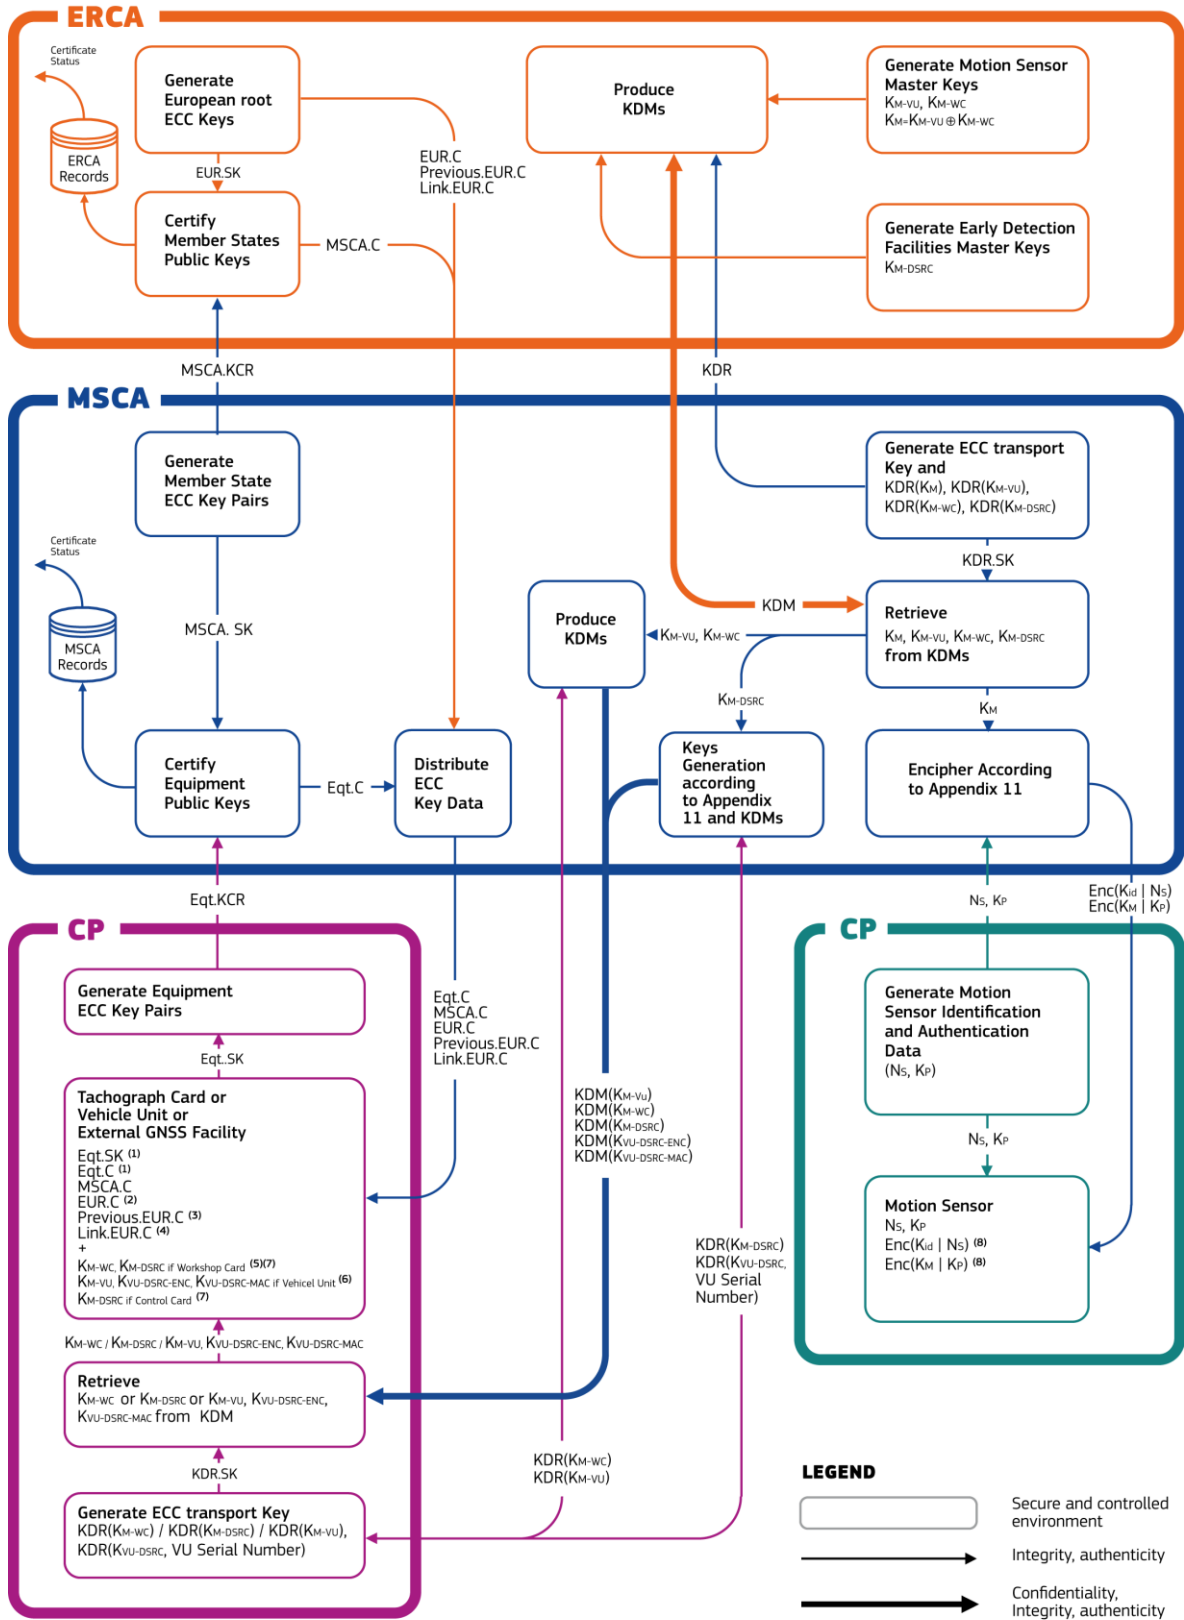 ERCA
Certificate
Status
Generate
European root
ECC Keys
Produce
KDMs
Generate Motion Sensor
Master Keys
KM-VU, KM-WC
KM=KM-VU ⊕ KM-WC
ERCA
Records
EUR.SK
EUR.C
Previous.EUR.C
Link.EUR.C
Certify
Member States
Public Keys
MSCA.C
Generate Early Detection
Facilities Master Keys
KM-DSRC
MSCA.KCR
KDR
MSCA
Generate
Member State
ECC Key Pairs
Generate ECC transport
Key and
KDR(KM), KDR(KM-VU),
KDR(KM-WC), KDR(KM-DSRC)
Certificate
Status
KDR.SK
MSCA
Records
MSCA. SK
Produce
KDMs
KDM
KM-VU, KM-WC
Retrieve
KM, KM-VU, KM-WC, KM-DSRC
from KDMs
KM-DSRC
KM
Certify
Equipment
Public Keys
Eqt.C
Distribute
ECC
Key Data
Keys
Generation
according
to Appendix
11 and KDMs
Encipher According
to Appendix 11
Eqt.KCR
NS, KP
Enc(Kid | NS)
Enc(KM | KP)
CP
CP
Generate Equipment
ECC Key Pairs
Eqt.SK
Eqt.C
MSCA.C
EUR.C
Previous.EUR.C
Link.EUR.C
Generate Motion
Sensor Identification
and Authentication
Data
(NS, KP)
Tachograph Card or
Vehicle Unit or
External GNSS Facility
Eqt.SK (1)
Eqt.C (1)
MSCA.C
EUR.C (2)
Previous.EUR.C (3)
Link.EUR.C (4)
+
KM-WC, KM-DSRC if Workshop Card (5)(7)
KM-VU, KVU-DSRC-ENC, KVU-DSRC-MAC if Vehicel Unit (6)
KM-DSRC if Control Card (7)
KDM(KM-Vu)
KDM(KM-WC)
KDM(KM-DSRC)
KDM(KVU-DSRC-ENC)
KDM(KVU-DSRC-MAC)
NS, KP
Motion Sensor
NS, KP
Enc(Kid | NS) (8)
Enc(KM | KP) (8)
KDR(KM-DSRC)
KDR(KVU-DSRC,
VU Serial
Number)
KM-WC / KM-DSRC / KM-VU, KVU-DSRC-ENC, KVU-DSRC-MAC
Retrieve
KM-WC or KM-DSRC or KM-VU, KVU-DSRC-ENC,
KVU-DSRC-MAC from KDM
KDR.SK
KDR(KM-WC)
KDR(KM-VU)
Generate ECC transport Key
KDR(KM-WC) / KDR(KM-DSRC) / KDR(KM-VU),
KDR(KVU-DSRC, VU Serial Number)
LEGEND
Secure and controlled
environment
Integrity, authenticity
Confidentiality,
Integrity, authenticity